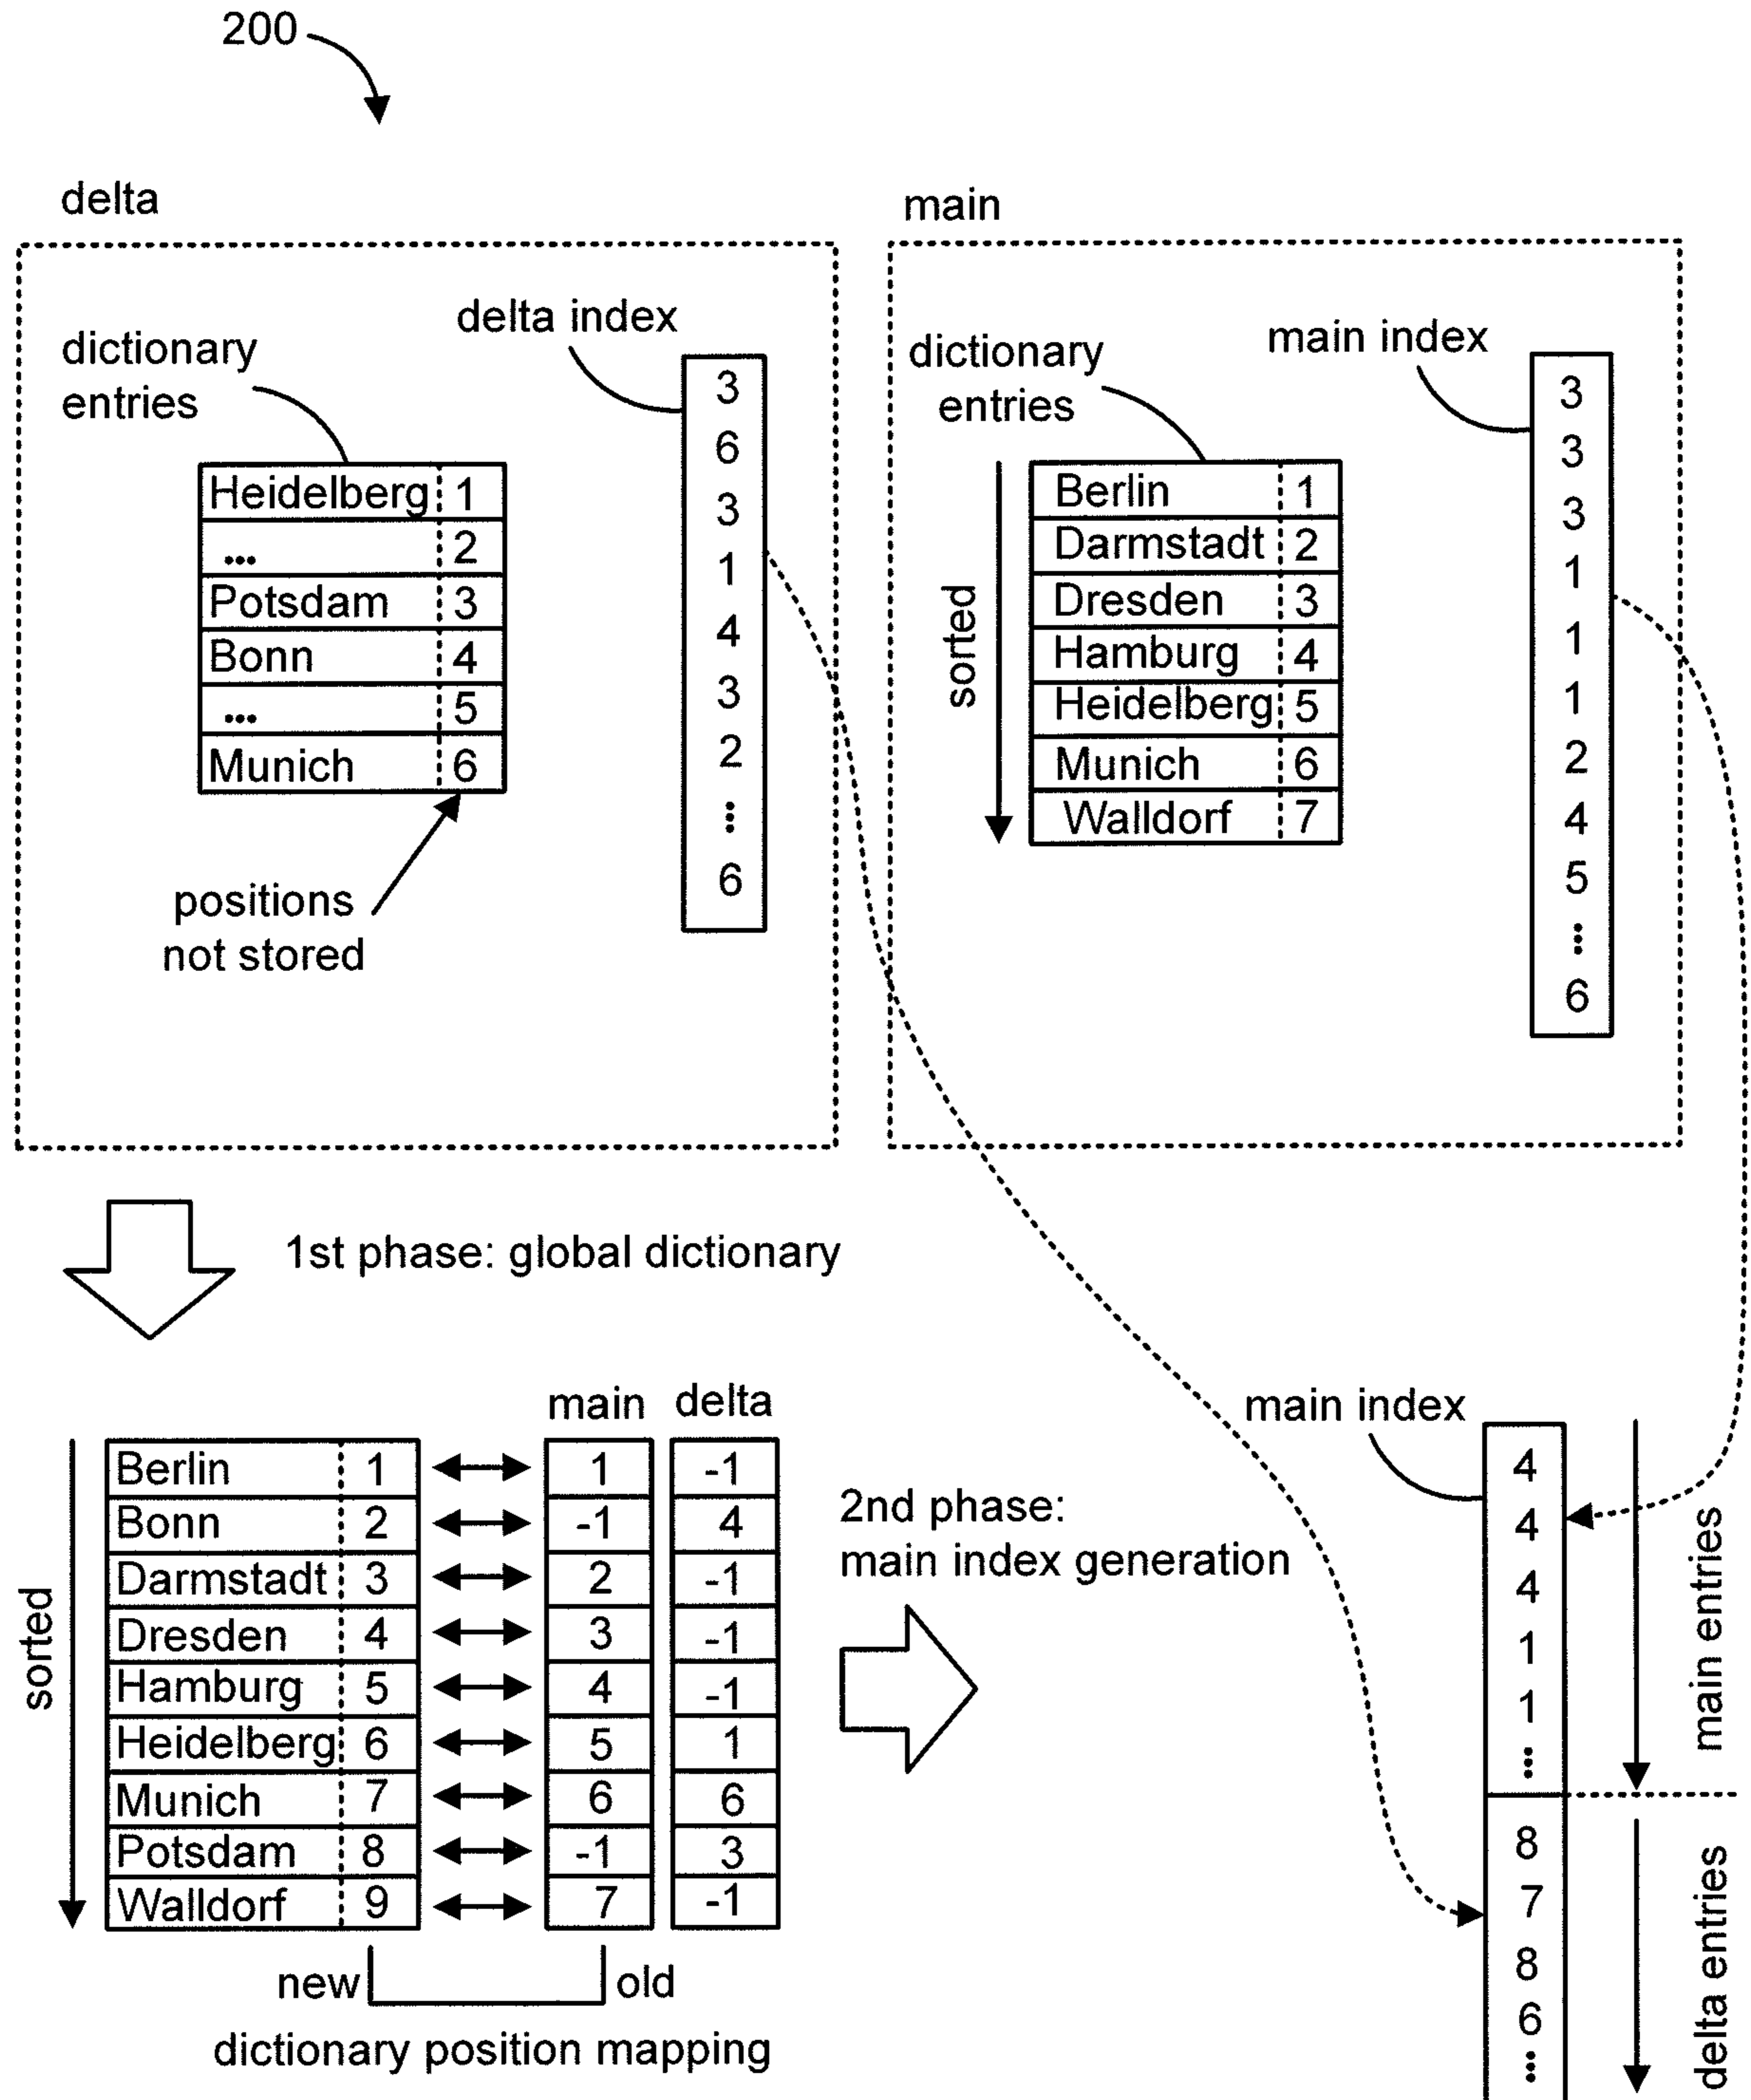 200
delta
main
dictionary
entries
delta index
Heidelberg 1
... 2
Potsdam 3
Bonn 4
... 5
Munich 6
positions
not stored
3
6
3
1
4
3
2
...
6
dictionary
entries
main index
sorted
Berlin 1
Darmstadt 2
Dresden 3
Hamburg 4
Heidelberg 5
Munich 6
Walldorf 7
3
3
3
1
1
1
2
4
5
...
6
1st phase: global dictionary
main delta
sorted
Berlin 1 1 -1
Bonn 2 -1 4
Darmstadt 3 2 -1
Dresden 4 3 -1
Hamburg 5 4 -1
Heidelberg 6 5 1
Munich 7 6 6
Potsdam 8 -1 3
Walldorf 9 7 -1
new old
dictionary position mapping
2nd phase:
main index generation
main index
4
4
4
1
1
...
8
7
8
6
...
main entries
delta entries